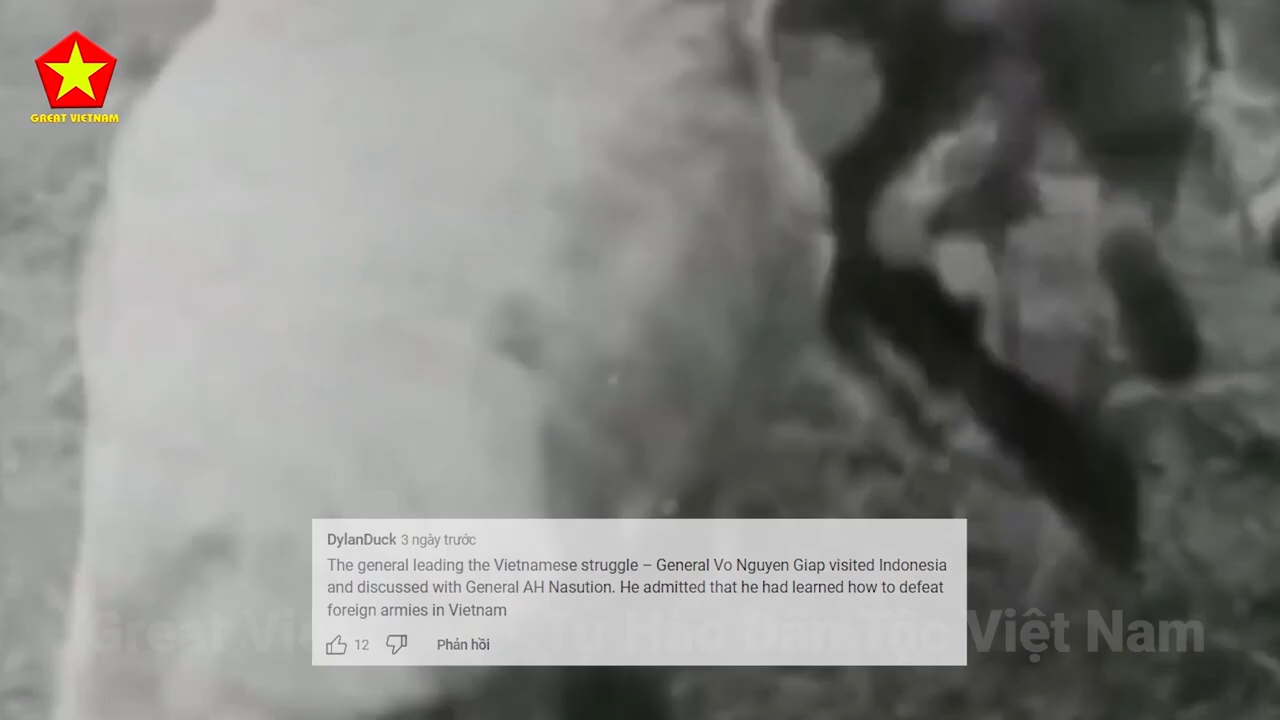 GREAT VIETNAM
DylanDuck 3 ngày trước
The general leading the Vietnamese struggle – General Vo Nguyen Giap visited Indonesia
and discussed with General AH Nasution. He admitted that he had learned how to defeat
foreign armies in Vietnam
12 Phản hồi
Great Việt Nam